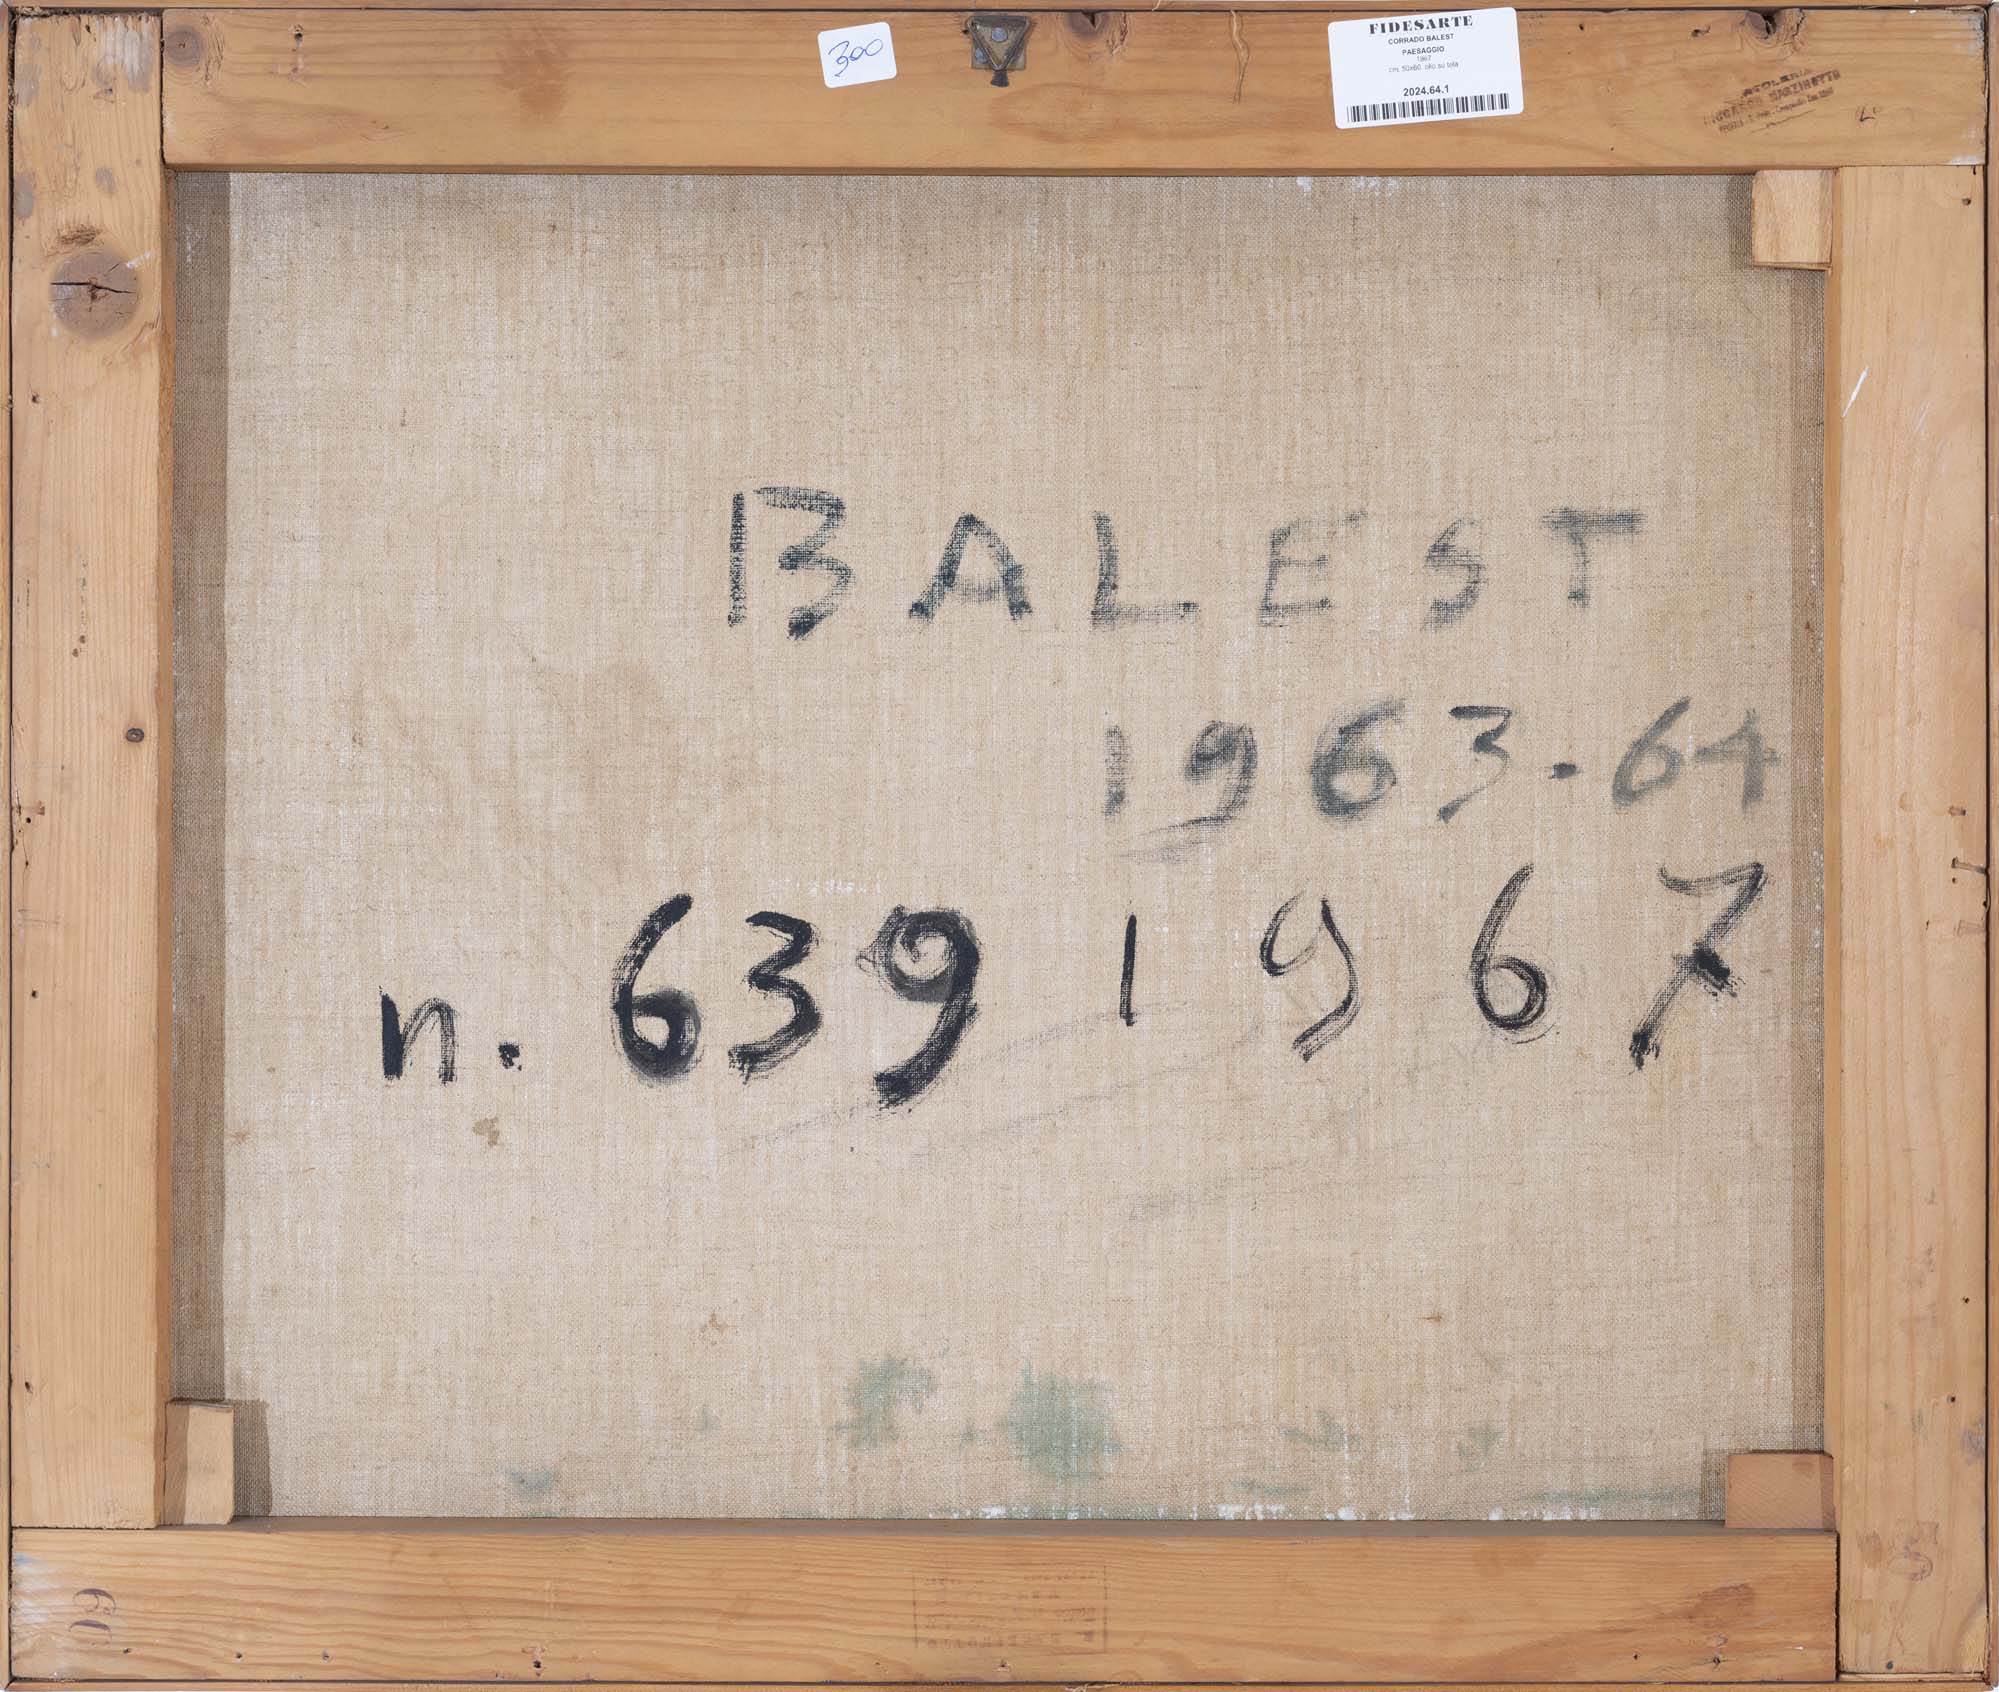 300
FIDESARTE
CORRADO BALEST
PAESAGGIO
1967
cm. 50x60 olio su tela
2024.64.1
BALEST
1963.64
n. 639 1967
60